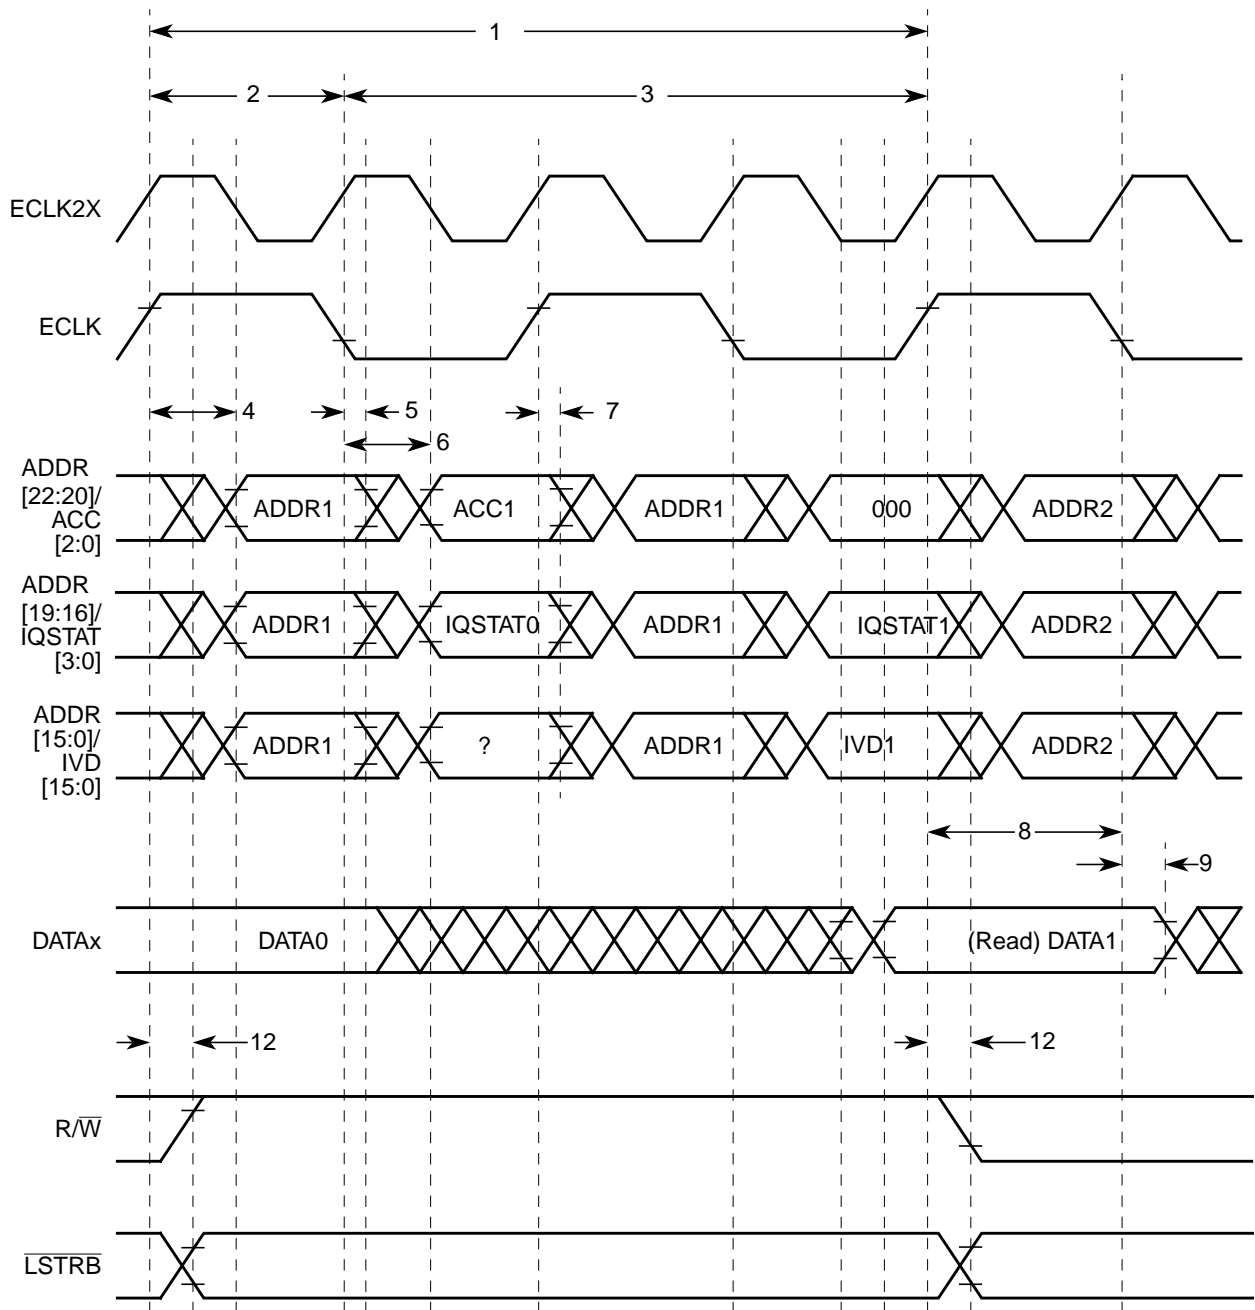 1
2
3
ECLK2X
ECLK
4
5
7
6
ADDR
[22:20]/
ACC
[2:0]
ADDR1
ACC1
ADDR1
000
ADDR2
ADDR
[19:16]/
IQSTAT
[3:0]
ADDR1
IQSTAT0
ADDR1
IQSTAT1
ADDR2
ADDR
[15:0]/
IVD
[15:0]
ADDR1
?
ADDR1
IVD1
ADDR2
8
9
DATAx
DATA0
(Read) DATA1
12
12
R/W̅
L̅S̅T̅R̅B̅